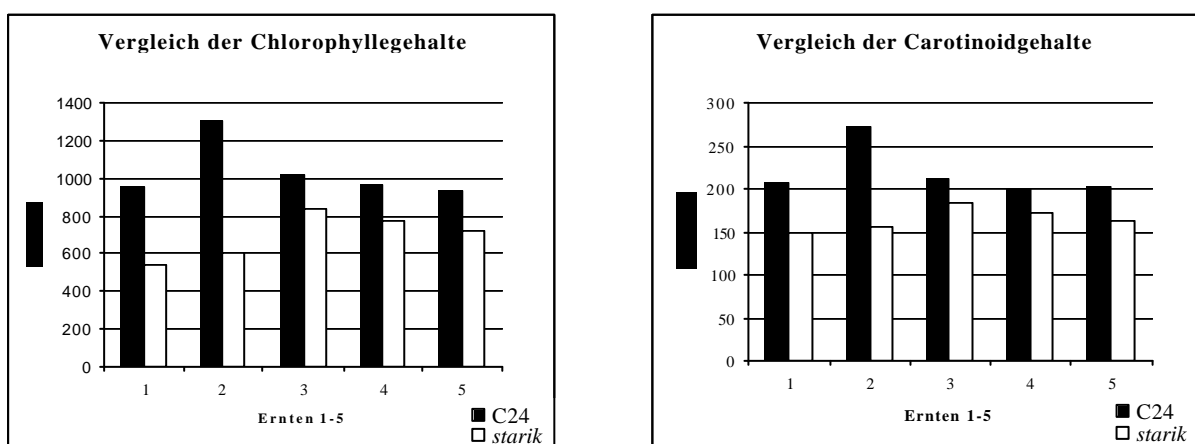 Vergleich der Chlorophyllegehalte
1400
1200
1000
800
600
400
200
0
1 2 3 4 5
Ernten 1-5
C24
starik
Vergleich der Carotinoidgehalte
300
250
200
150
100
50
0
1 2 3 4 5
Ernten 1-5
C24
starik